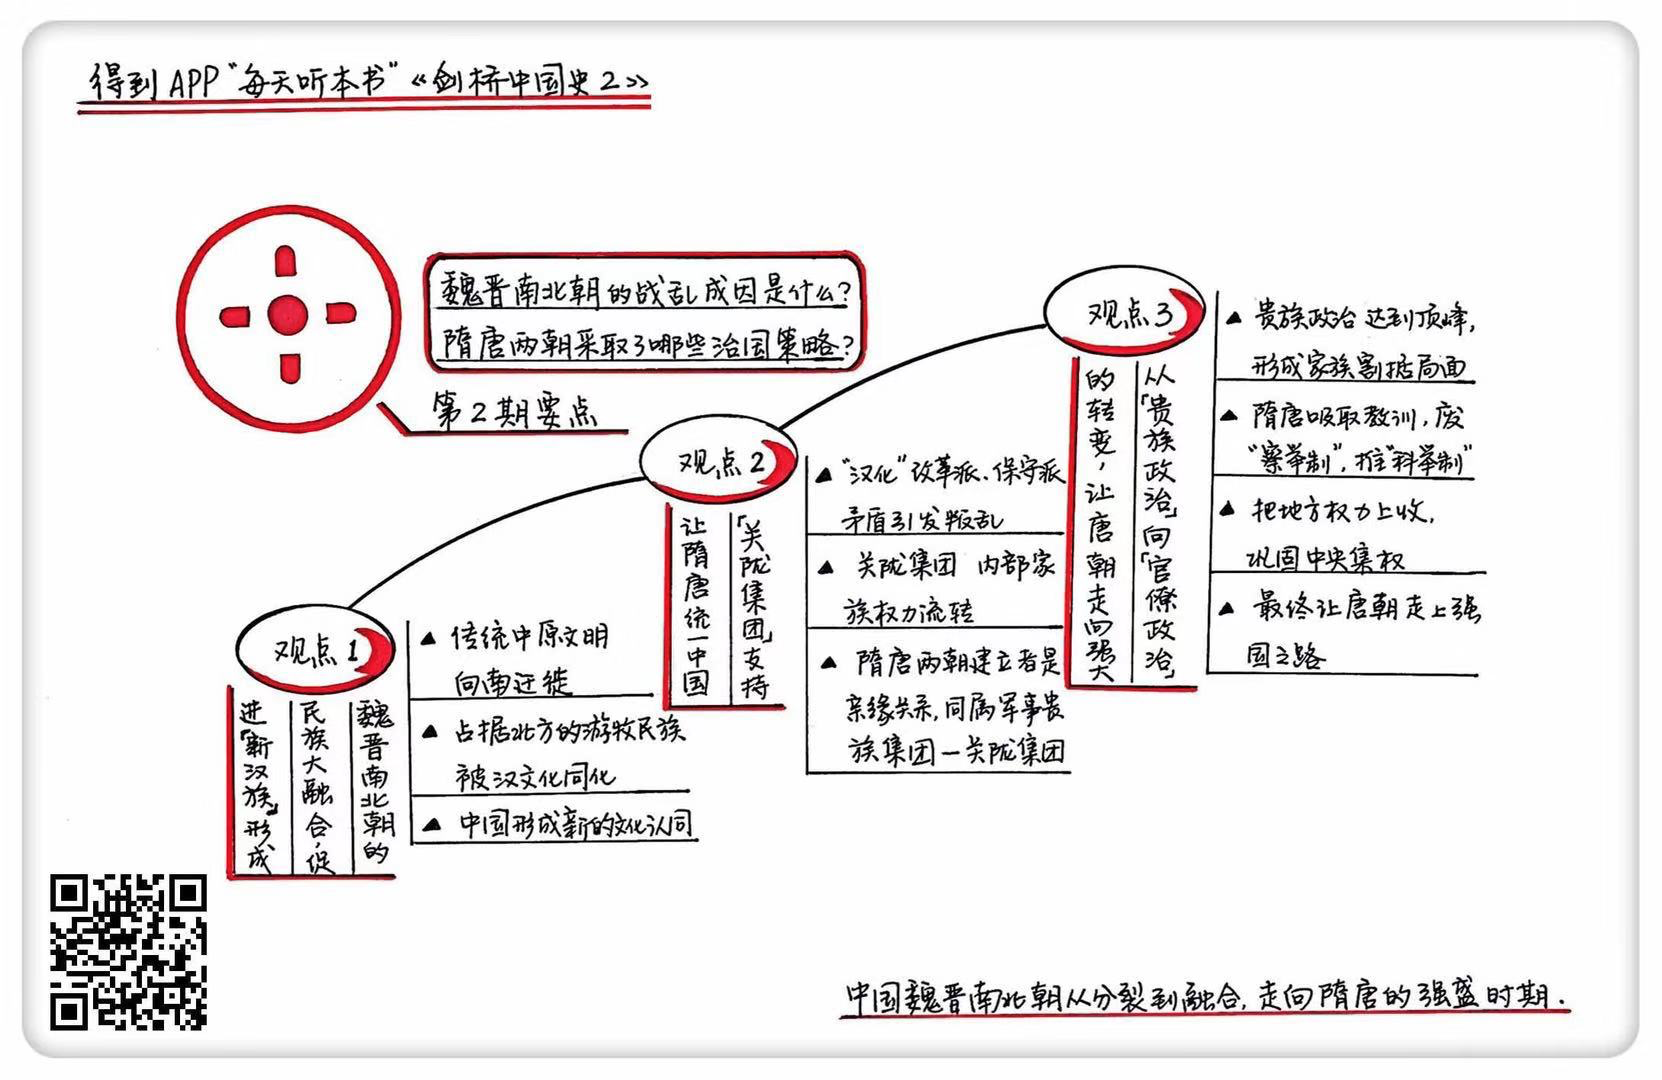 得到APP“每天听本书”《剑桥中国史2》
魏晋南北朝的战乱成因是什么？
隋唐两朝采取了哪些治国策略？
第2期要点
观点1
魏晋南北朝的
民族大融合，促
进「新汉族」形成
▲ 传统中原文明
向南迁徙
▲ 占据北方的游牧民族
被汉文化同化
▲ 中国形成新的文化认同
观点2
「关陇集团」支持
让隋唐统一中国
▲ “汉化”改革派、保守派
矛盾引发叛乱
▲ 关陇集团 内部家
族权力流转
▲ 隋唐两朝建立者是
亲缘关系，同属军事贵
族集团—关陇集团
观点3
从「贵族政治」向「官僚政治」
的转变，让唐朝走向强大
▲ 贵族政治达到顶峰，
形成家族割据局面
▲ 隋唐吸取教训，废
“察举制”，推“科举制”
▲ 把地方权力上收，
巩固中央集权
▲ 最终让唐朝走上强
国之路
中国魏晋南北朝从分裂到融合，走向隋唐的强盛时期．